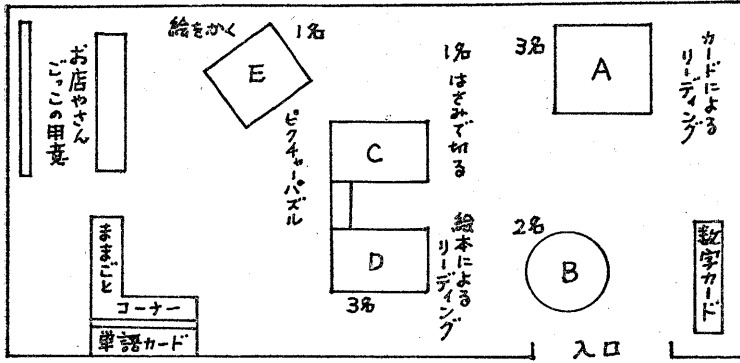 お店やさん
ごっこの用意
絵をかく
1名
E
ピクチャーパズル
1名
はさみで切る
C
3名
A
カードによる
リーディング
ままごと
コーナー
単語カード
D
3名
絵本による
リーディング
2名
B
数字カード
入口